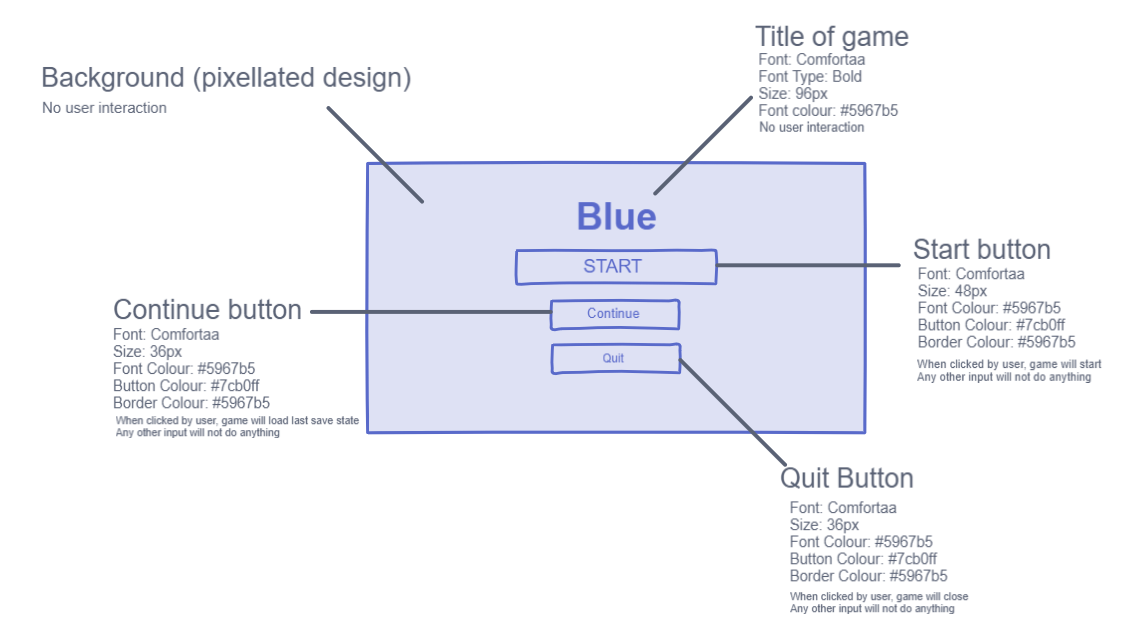 Title of game
Font: Comfortaa
Font Type: Bold
Size: 96px
Font colour: #5967b5
No user interaction
Background (pixellated design)
No user interaction
Blue
START
Continue
Quit
Start button
Font: Comfortaa
Size: 48px
Font Colour: #5967b5
Button Colour: #7cb0ff
Border Colour: #5967b5
When clicked by user, game will start
Any other input will not do anything
Continue button
Font: Comfortaa
Size: 36px
Font Colour: #5967b5
Button Colour: #7cb0ff
Border Colour: #5967b5
When clicked by user, game will load last save state
Any other input will not do anything
Quit Button
Font: Comfortaa
Size: 36px
Font Colour: #5967b5
Button Colour: #7cb0ff
Border Colour: #5967b5
When clicked by user, game will close
Any other input will not do anything